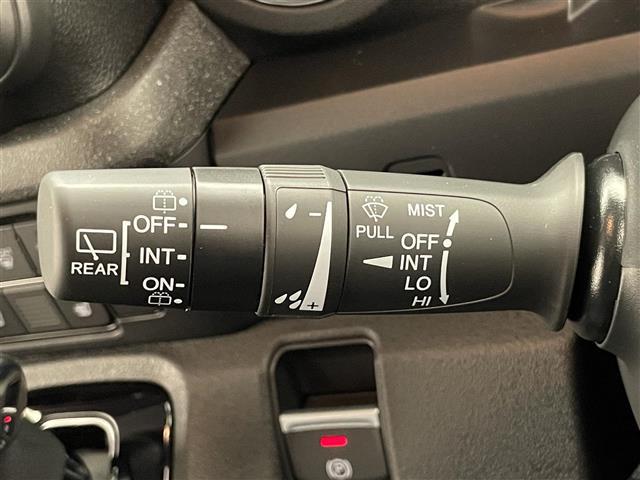 REAR
OFF
INT
ON
−
+
PULL
MIST
OFF
INT
LO
HI